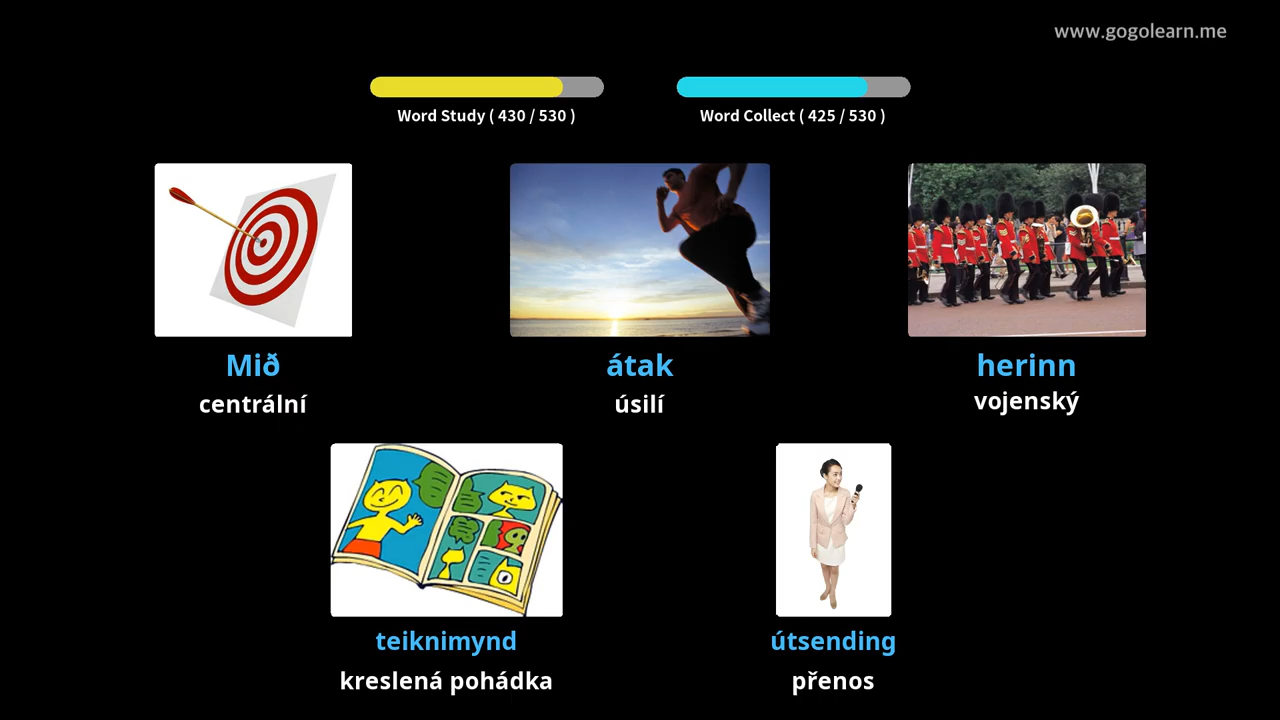 www.gogolearn.me
Word Study ( 430 / 530 )
Word Collect ( 425 / 530 )
Mið
centrální
átak
úsilí
herinn
vojenský
teiknimynd
kreslená pohádka
útsending
přenos